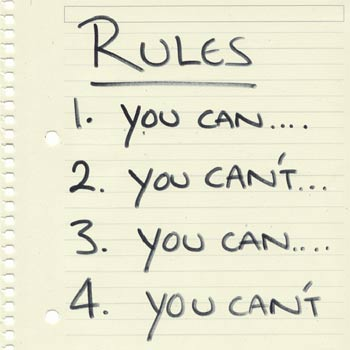 RULES
1. YOU CAN....
2. YOU CAN'T...
3. YOU CAN....
4. YOU CAN'T